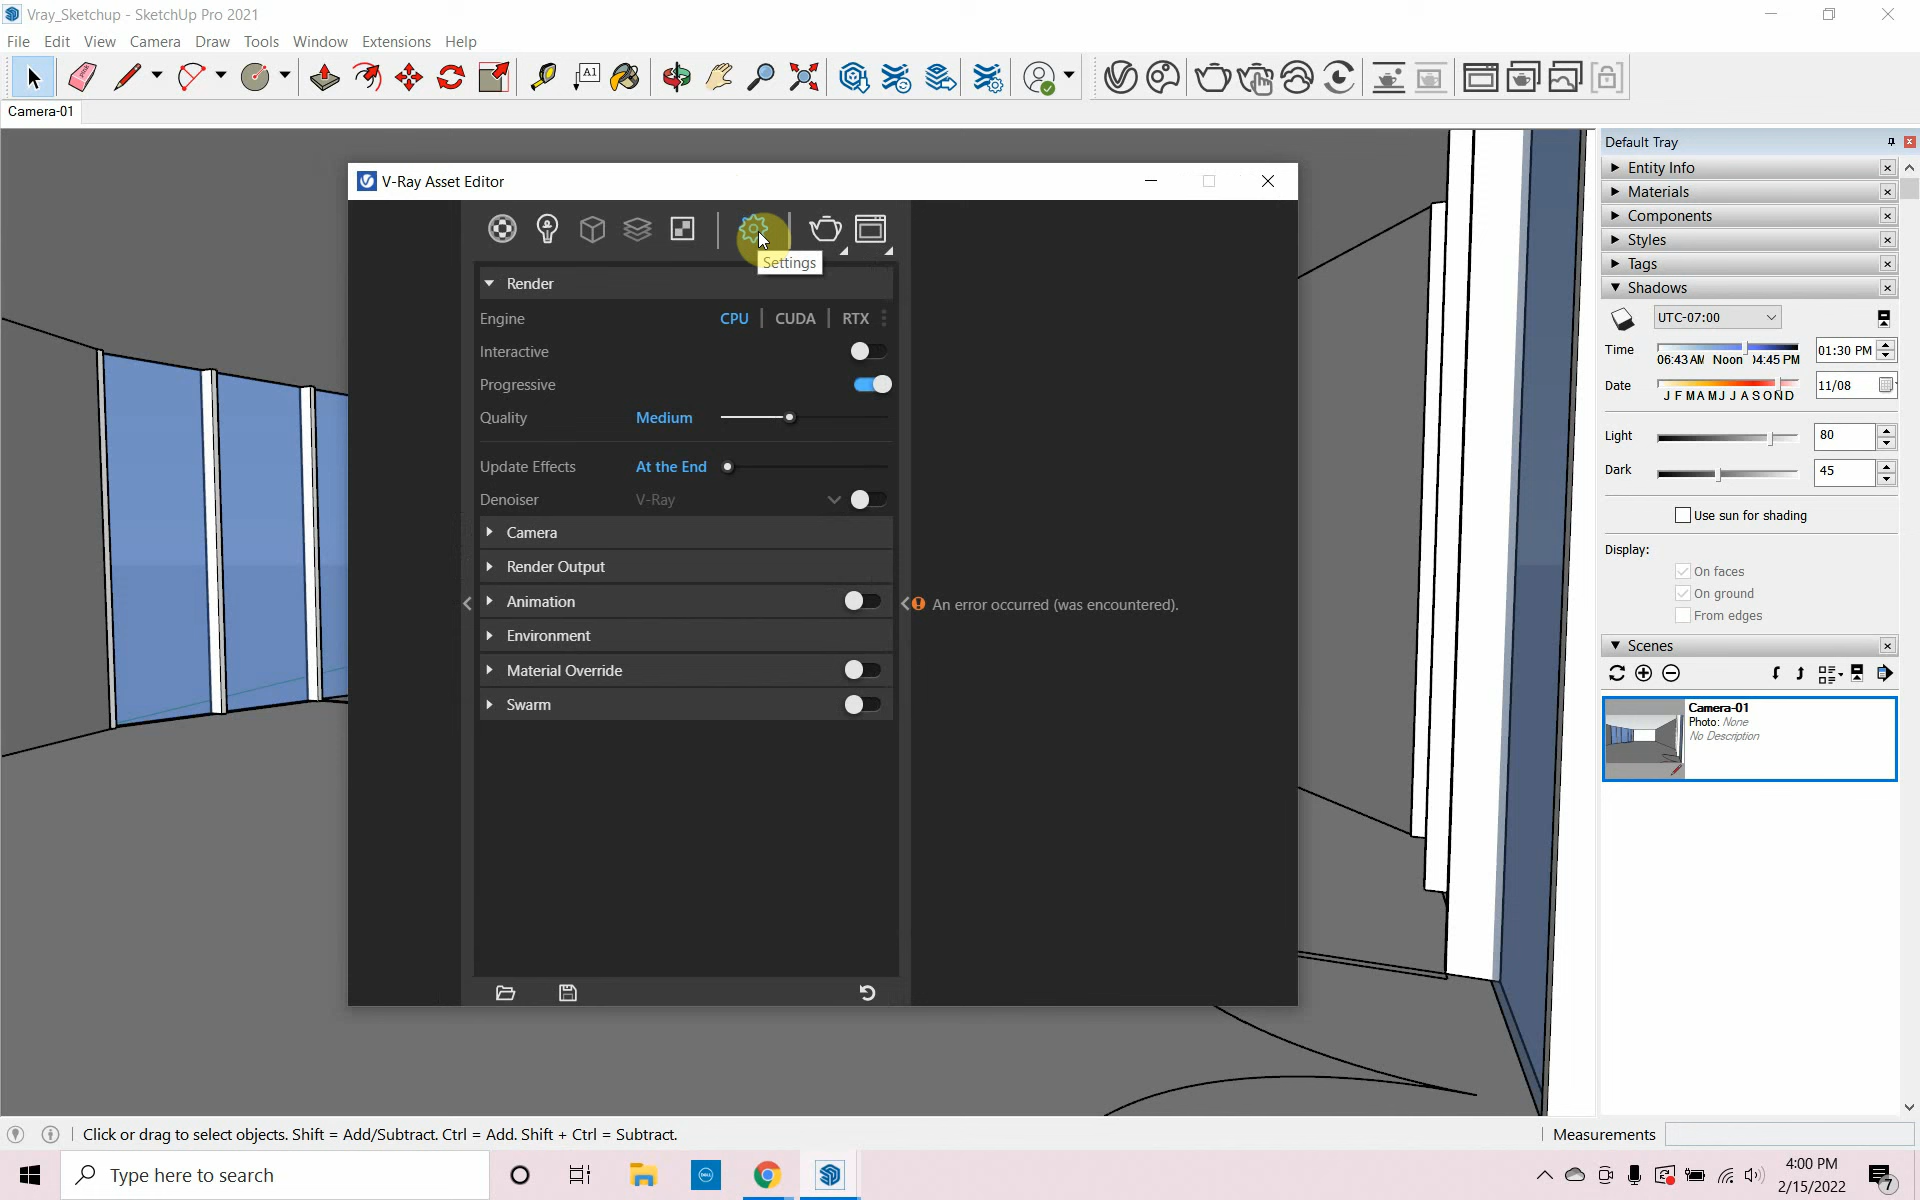 Vray_Sketchup - SketchUp Pro 2021
File Edit View Camera Draw Tools Window Extensions Help
A1
Camera-01
V-Ray Asset Editor
Settings
Render
Engine CPU CUDA RTX
Interactive
Progressive
Quality Medium
Update Effects At the End
Denoiser V-Ray
Camera
Render Output
Animation
Environment
Material Override
Swarm
An error occurred (was encountered).
Default Tray
Entity Info
Materials
Components
Styles
Tags
Shadows
UTC-07:00
Time 06:43 AM Noon 04:45 PM 01:30 PM
Date J F M A M J J A S O N D 11/08
Light 80
Dark 45
Use sun for shading
Display:
On faces
On ground
From edges
Scenes
Camera-01
Photo: None
No Description
Click or drag to select objects. Shift = Add/Subtract. Ctrl = Add. Shift + Ctrl = Subtract.
Measurements
Type here to search
DELL
4:00 PM
2/15/2022
7